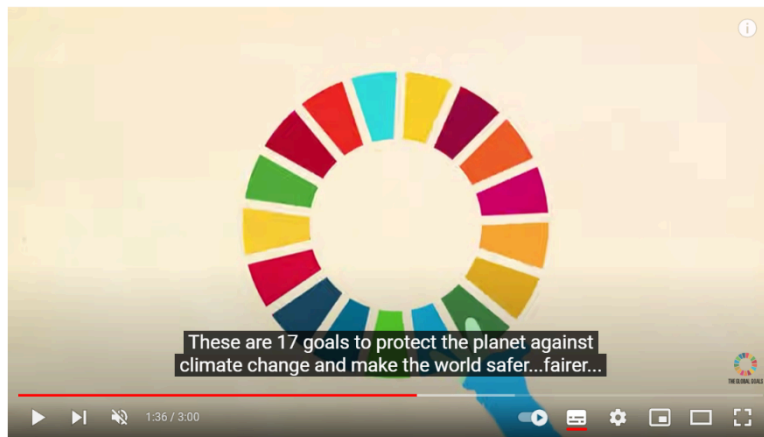 These are 17 goals to protect the planet against
climate change and make the world safer...fairer...
THE GLOBAL GOALS
1:36 / 3:00